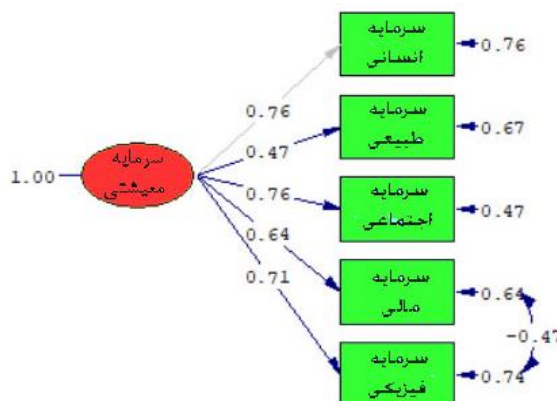 سرمایه
انسانی
0.76
0.76
سرمایه
طبیعی
0.67
0.47
سرمایه
معیشتی
1.00
سرمایه
اجتماعی
0.47
0.76
0.64
سرمایه
مالی
0.64
0.71
-0.47
سرمایه
فیزیکی
0.74